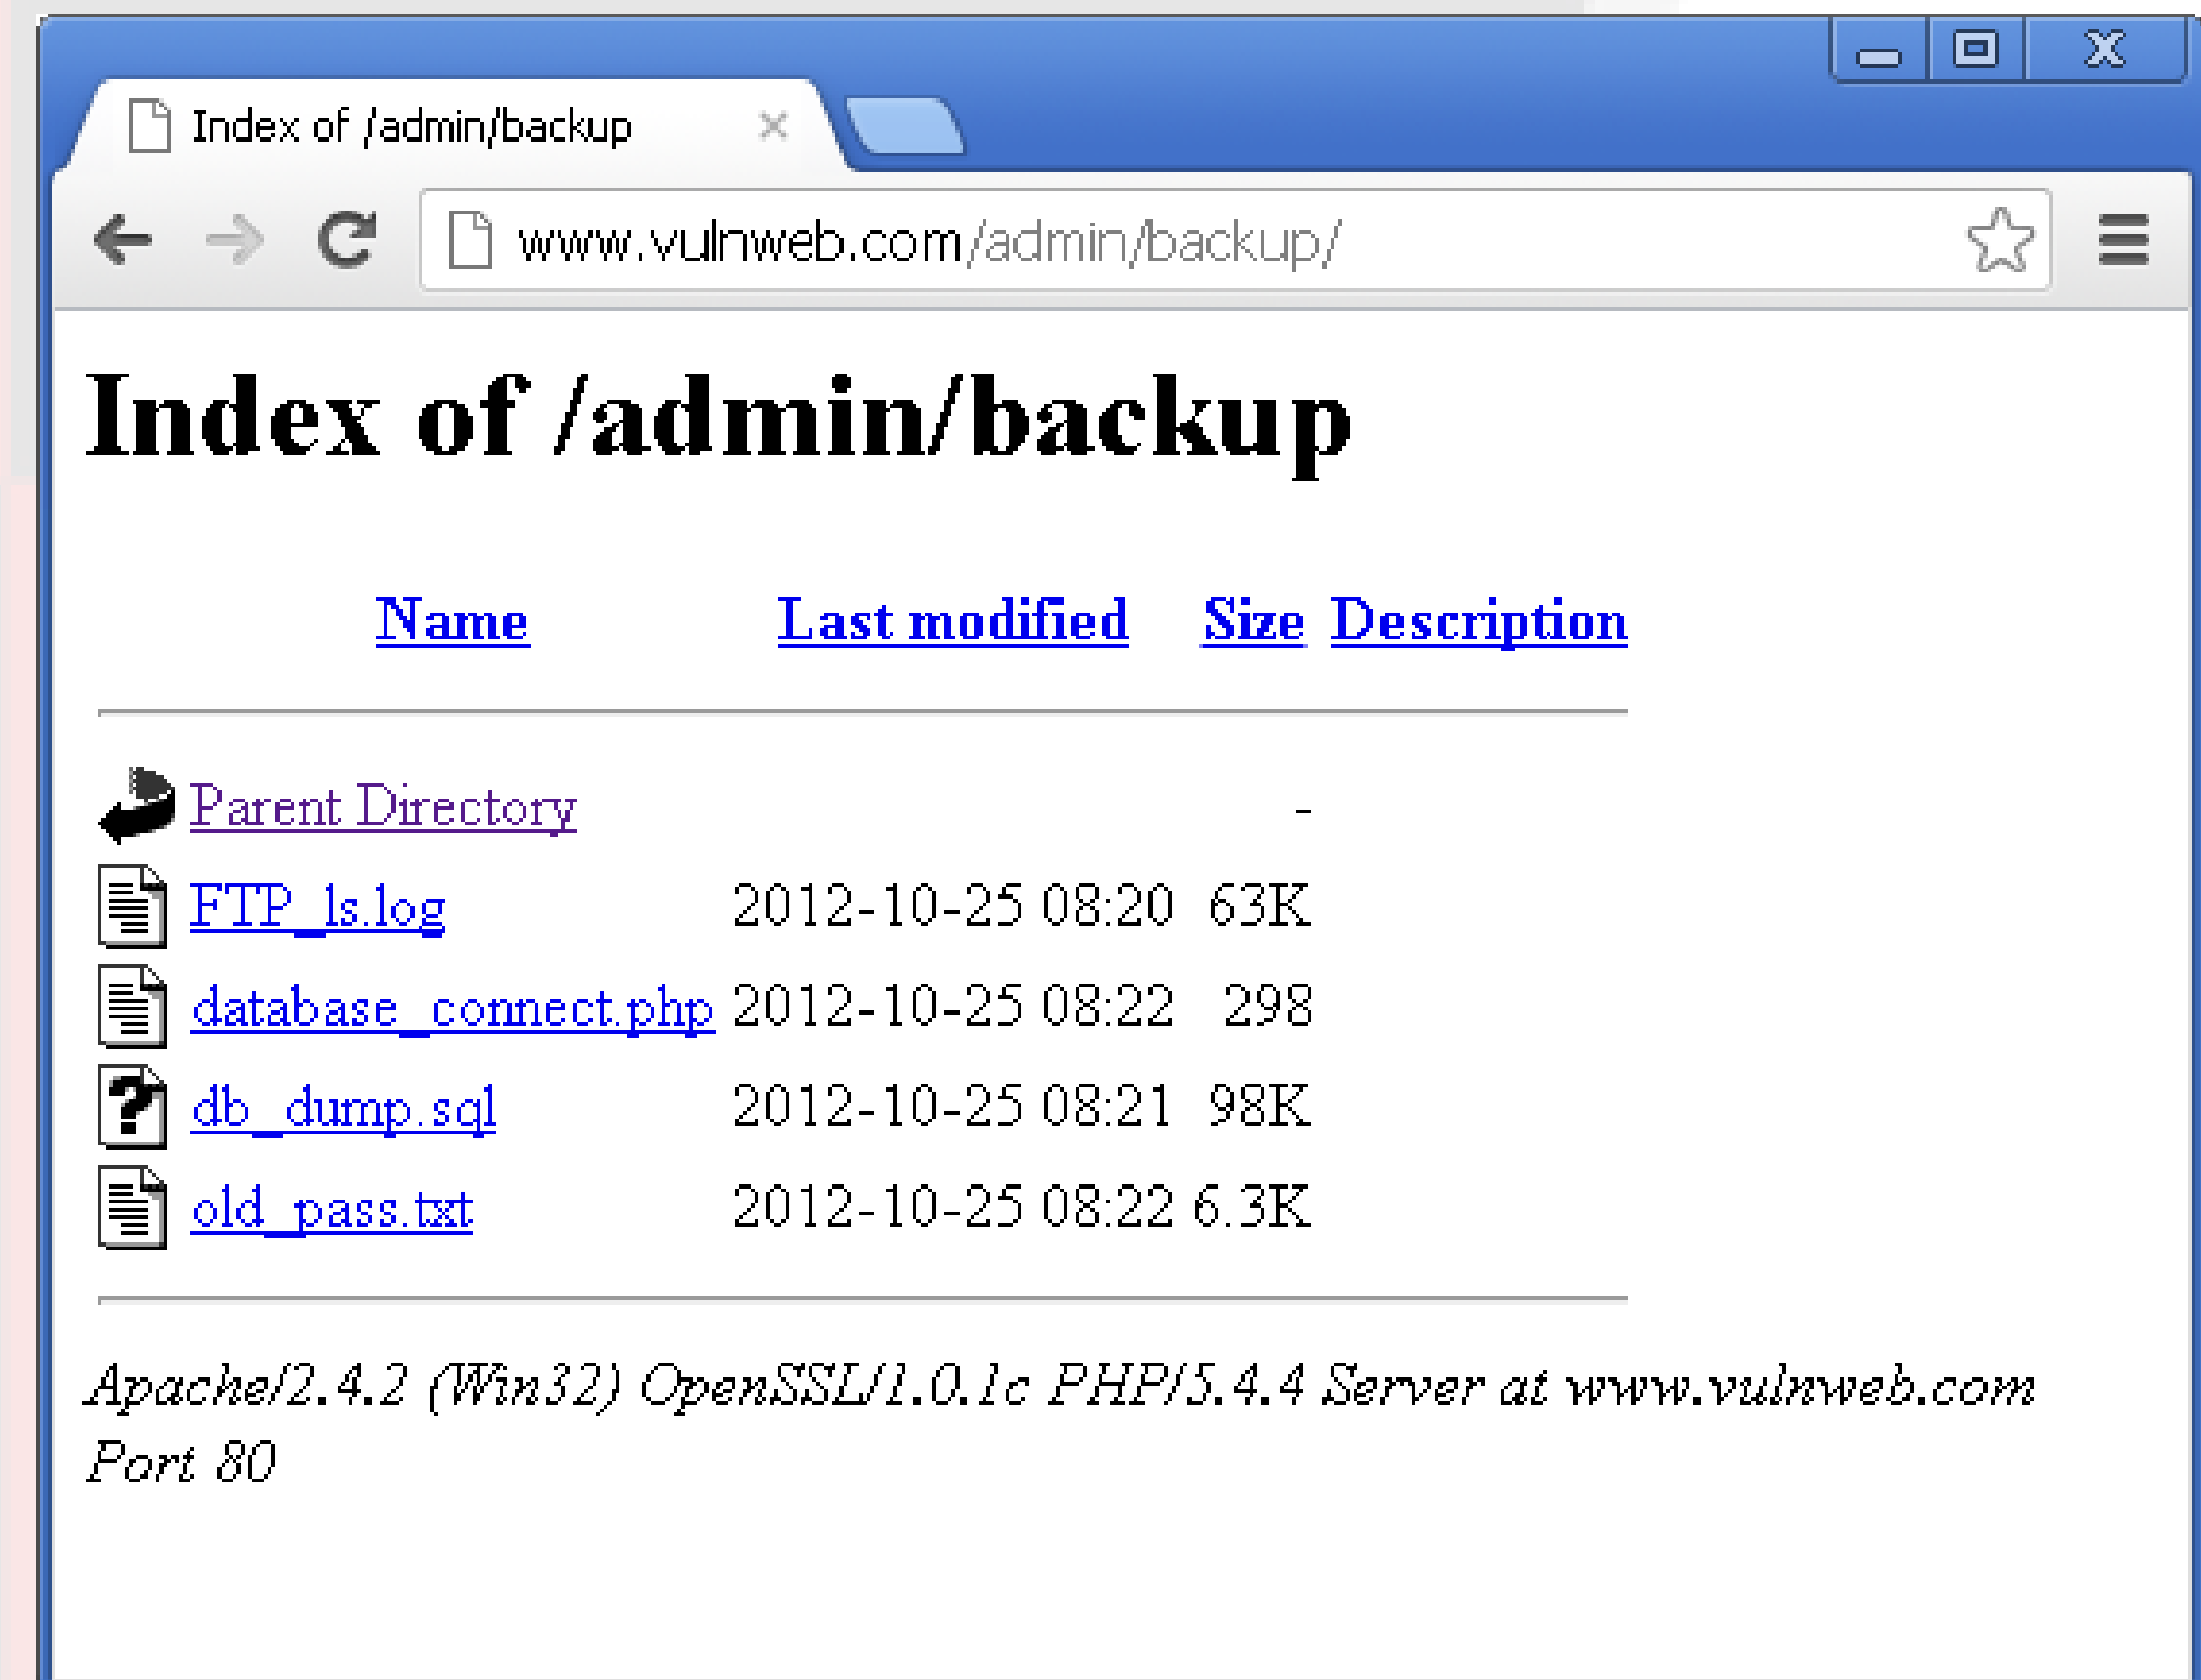 Index of /admin/backup
www.vulnweb.com/admin/backup/
Index of /admin/backup
Name Last modified Size Description
Parent Directory -
FTP_ls.log 2012-10-25 08:20 63K
database_connect.php 2012-10-25 08:22 298
db_dump.sql 2012-10-25 08:21 98K
old_pass.txt 2012-10-25 08:22 6.3K
Apache/2.4.2 (Win32) OpenSSL/1.0.1c PHP/5.4.4 Server at www.vulnweb.com
Port 80